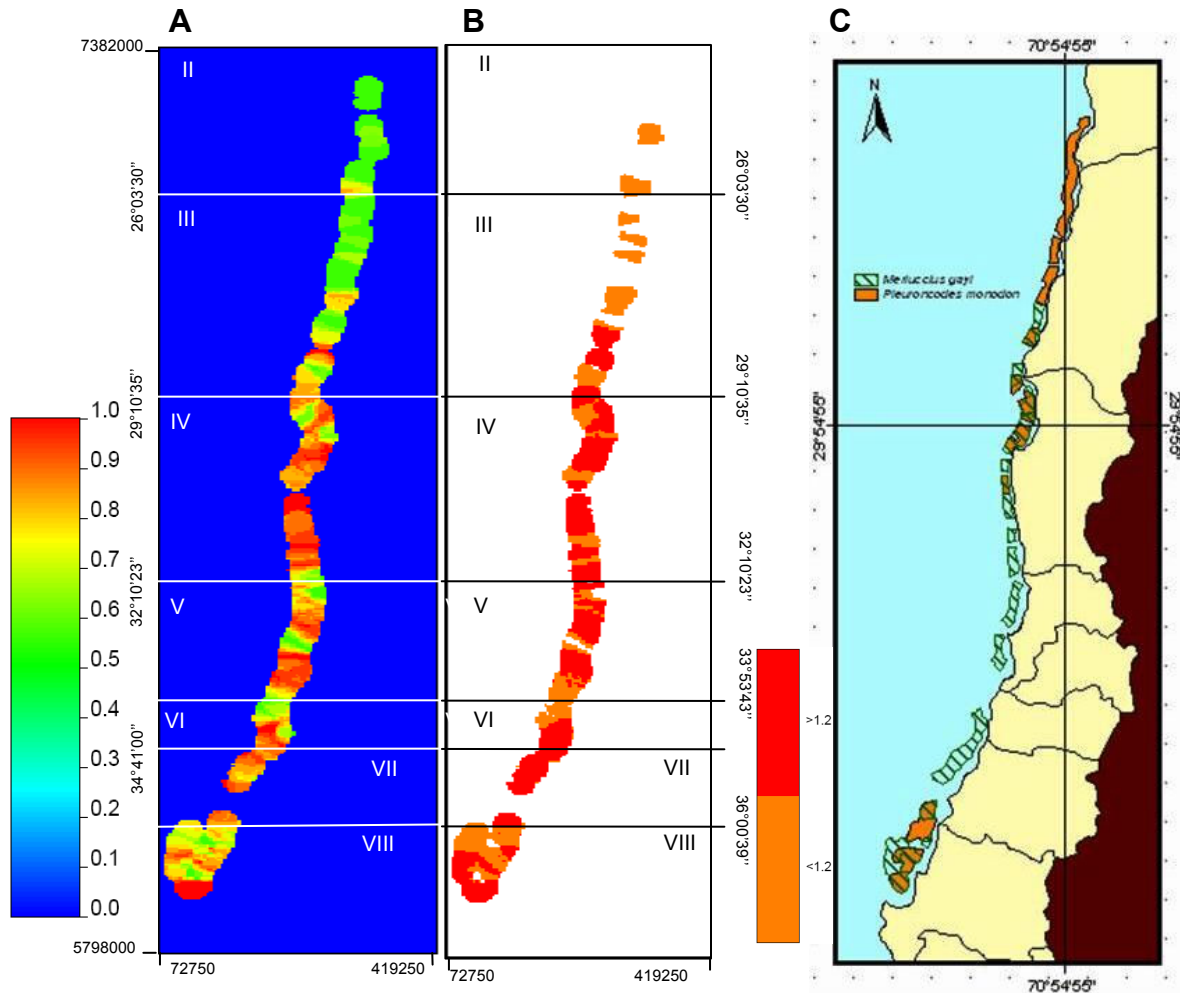 A
B
C
7382000
II
III
IV
V
VI
VII
VIII
26°03'30"
29°10'35"
32°10'23"
34°41'00"
5798000
72750
419250
1.0
0.9
0.8
0.7
0.6
0.5
0.4
0.3
0.2
0.1
0.0
II
III
IV
V
VI
VII
VIII
26°03'30"
29°10'35"
32°10'23"
72750
419250
33°53'43"
36°00'39"
>1.2
<1.2
70°54'55"
N
Merluccius gayi
Pleuroncodes monodon
29°54'55"
29°54'55"
70°54'55"